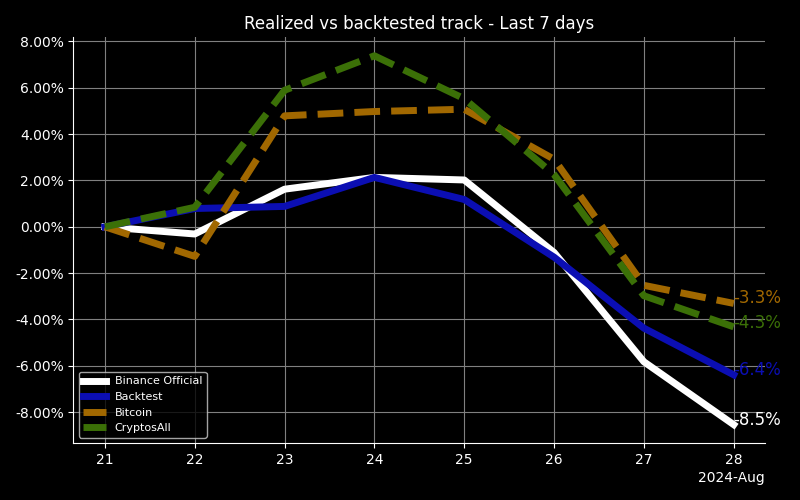 Realized vs backtested track - Last 7 days
8.00%
6.00%
4.00%
2.00%
0.00%
-2.00%
-4.00%
-6.00%
-8.00%
-3.3%
-4.3%
-6.4%
-8.5%
Binance Official
Backtest
Bitcoin
CryptosAll
21 22 23 24 25 26 27 28
2024-Aug